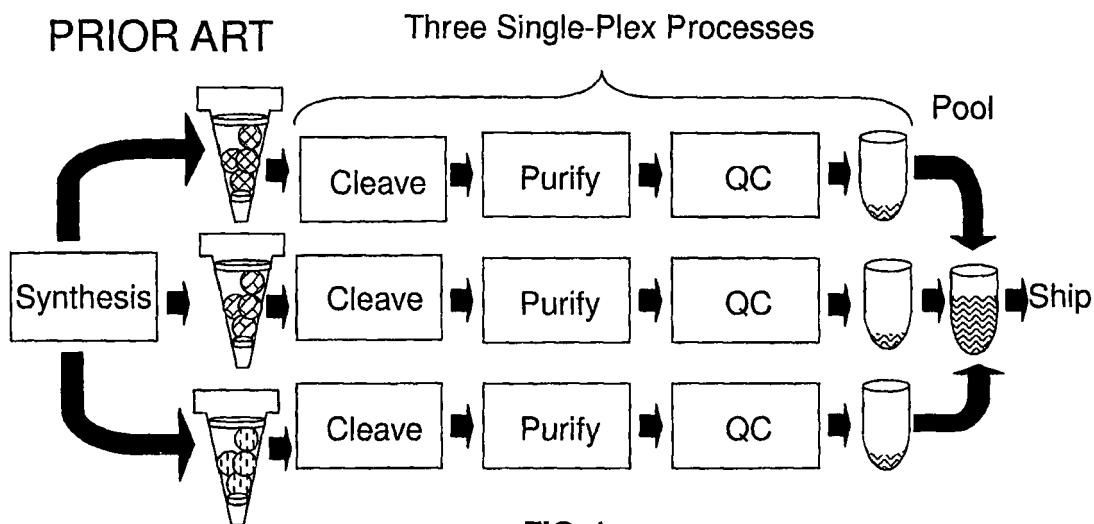 PRIOR ART
Three Single-Plex Processes
Pool
Cleave
Purify
QC
Synthesis
Cleave
Purify
QC
Ship
Cleave
Purify
QC